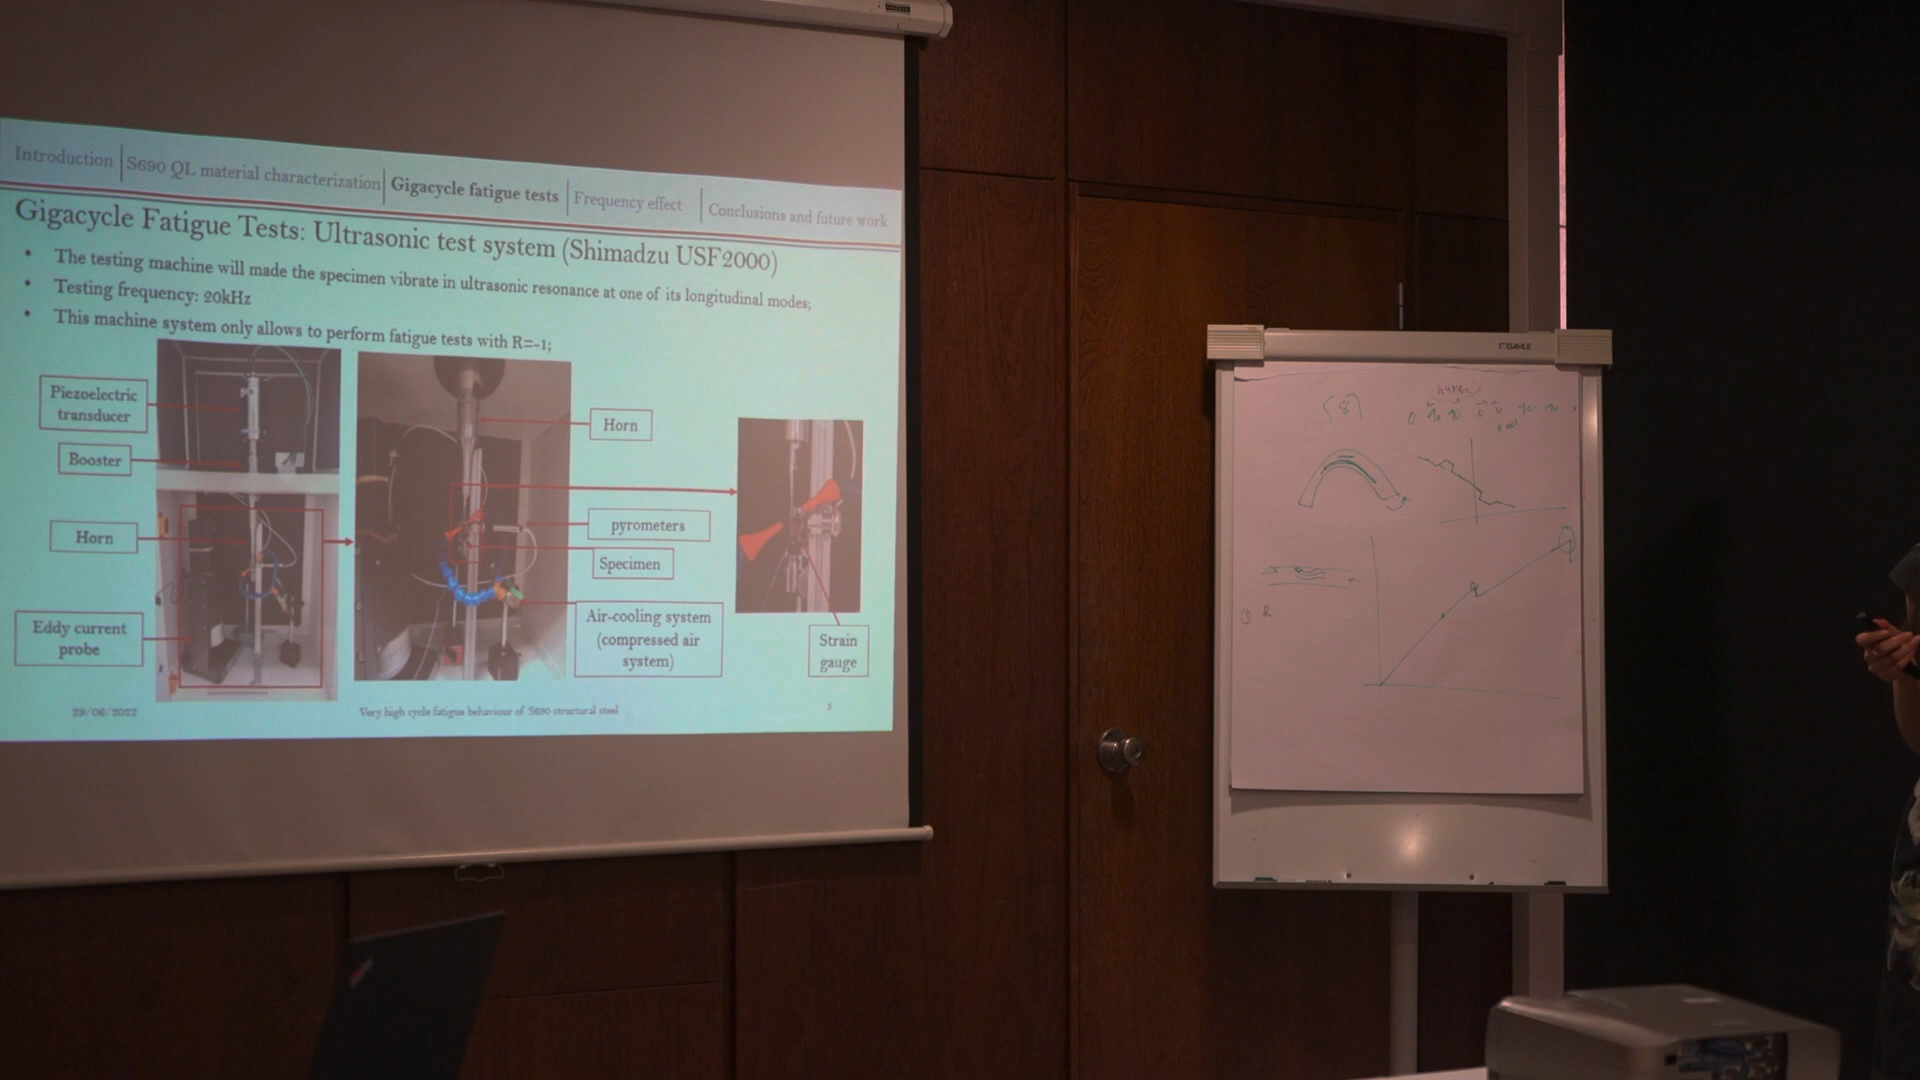 Introduction
S690 QL material characterization
Gigacycle fatigue tests
Frequency effect
Conclusions and future work
Gigacycle Fatigue Tests: Ultrasonic test system (Shimadzu USF2000)
• The testing machine will made the specimen vibrate in ultrasonic resonance at one of its longitudinal modes;
• Testing frequency: 20kHz
• This machine system only allows to perform fatigue tests with R=-1;
Piezoelectric
transducer
Booster
Horn
Eddy current
probe
Horn
pyrometers
Specimen
Air-cooling system
(compressed air
system)
Strain
gauge
29/06/2022
Very high cycle fatigue behaviour of S690 structural steel
5
DAHLE